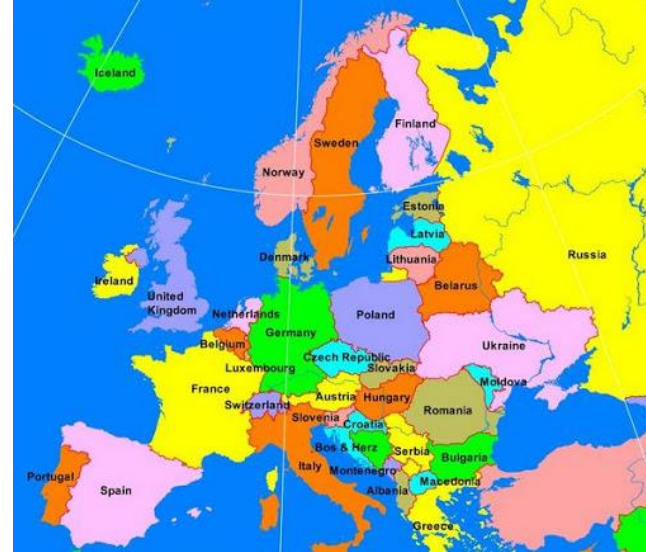 Iceland
Finland
Sweden
Norway
Estonia
Latvia
Denmark
Lithuania
Russia
Ireland
Belarus
United
Kingdom
Netherlands
Poland
Germany
Belgium
Ukraine
Czech Republic
Luxembourg
Slovakia
Moldova
France
Austria
Hungary
Switzerland
Romania
Slovenia
Croatia
Bos & Herz
Serbia
Bulgaria
Italy
Montenegro
Portugal
Spain
Macedonia
Albania
Greece